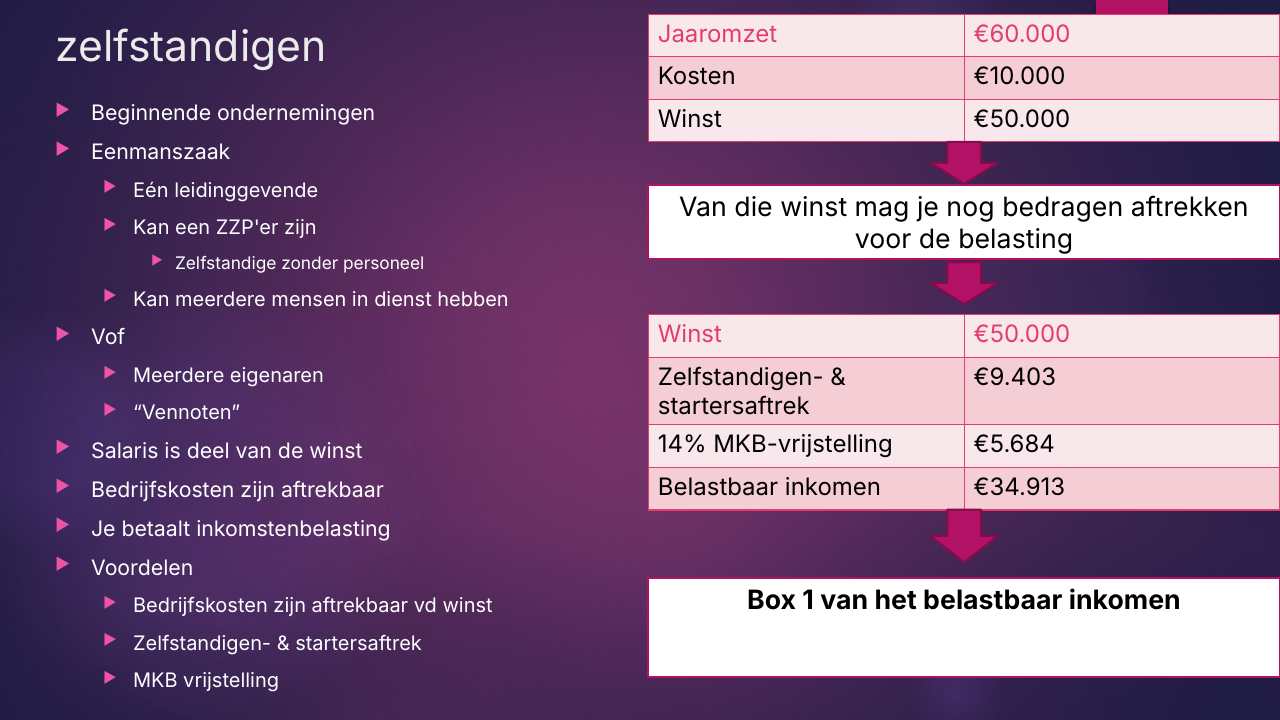 zelfstandigen
Beginnende ondernemingen
Eenmanszaak
Eén leidinggevende
Kan een ZZP'er zijn
Zelfstandige zonder personeel
Kan meerdere mensen in dienst hebben
Vof
Meerdere eigenaren
“Vennoten”
Salaris is deel van de winst
Bedrijfskosten zijn aftrekbaar
Je betaalt inkomstenbelasting
Voordelen
Bedrijfskosten zijn aftrekbaar vd winst
Zelfstandigen- & startersaftrek
MKB vrijstelling
Jaaromzet €60.000
Kosten €10.000
Winst €50.000
Van die winst mag je nog bedragen aftrekken
voor de belasting
Winst €50.000
Zelfstandigen- & €9.403
startersaftrek
14% MKB-vrijstelling €5.684
Belastbaar inkomen €34.913
Box 1 van het belastbaar inkomen